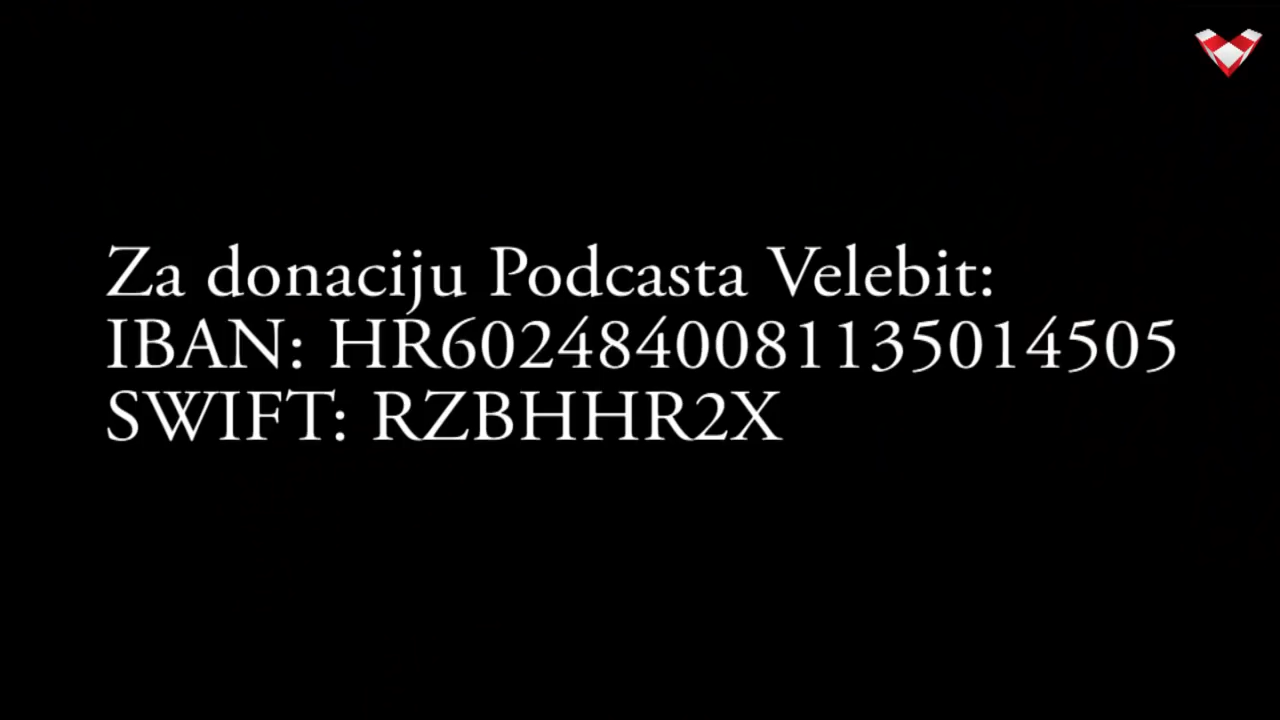 Za donaciju Podcasta Velebit:
IBAN: HR6024840081135014505
SWIFT: RZBHHR2X